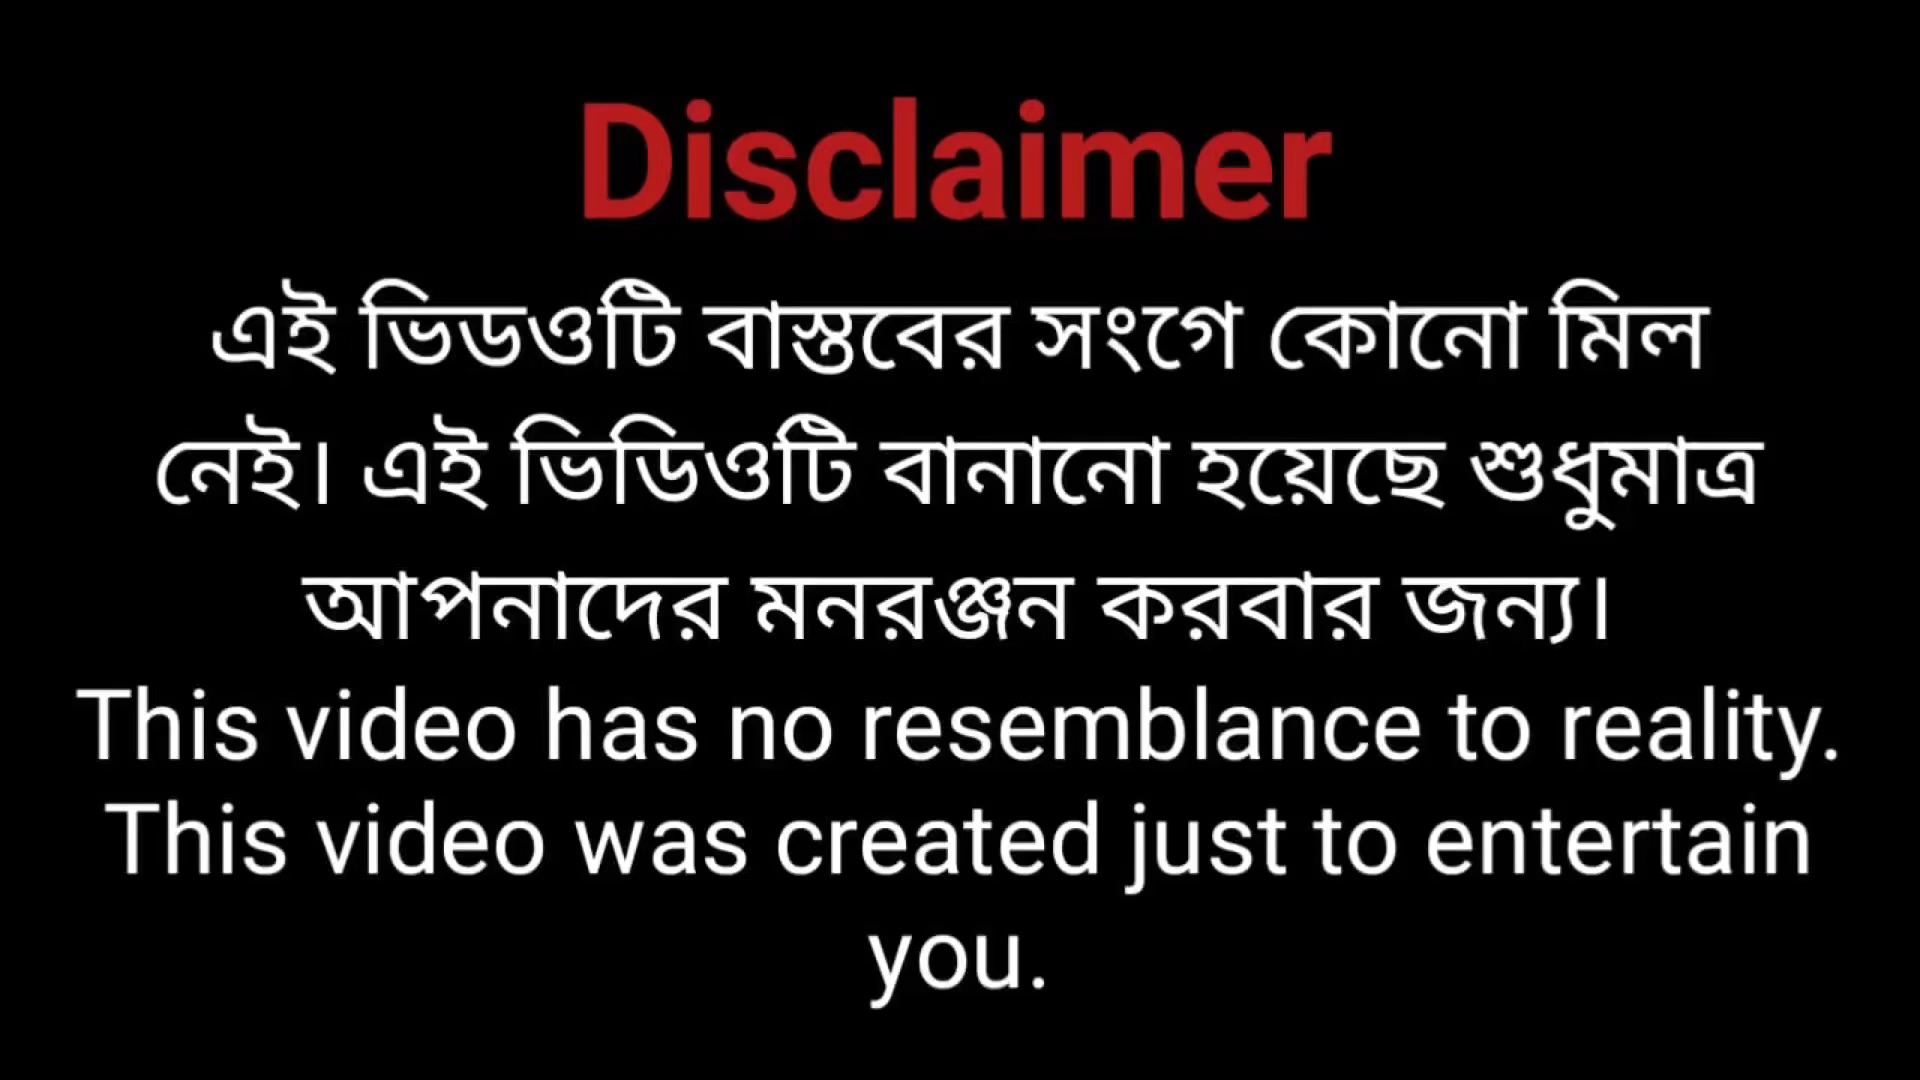 Disclaimer
এই ভিডওটি বাস্তবের সংগে কোনো মিল
নেই। এই ভিডিওটি বানানো হয়েছে শুধুমাত্র
আপনাদের মনরঞ্জন করবার জন্য।
This video has no resemblance to reality.
This video was created just to entertain
you.